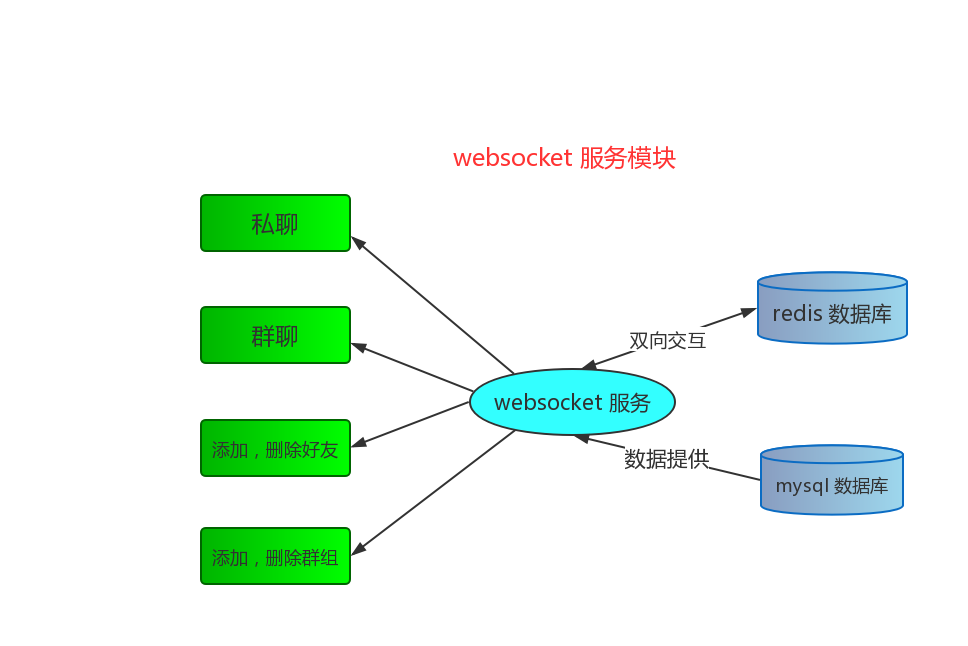 websocket 服务模块
私聊
群聊
添加，删除好友
添加，删除群组
websocket 服务
双向交互
数据提供
redis 数据库
mysql 数据库